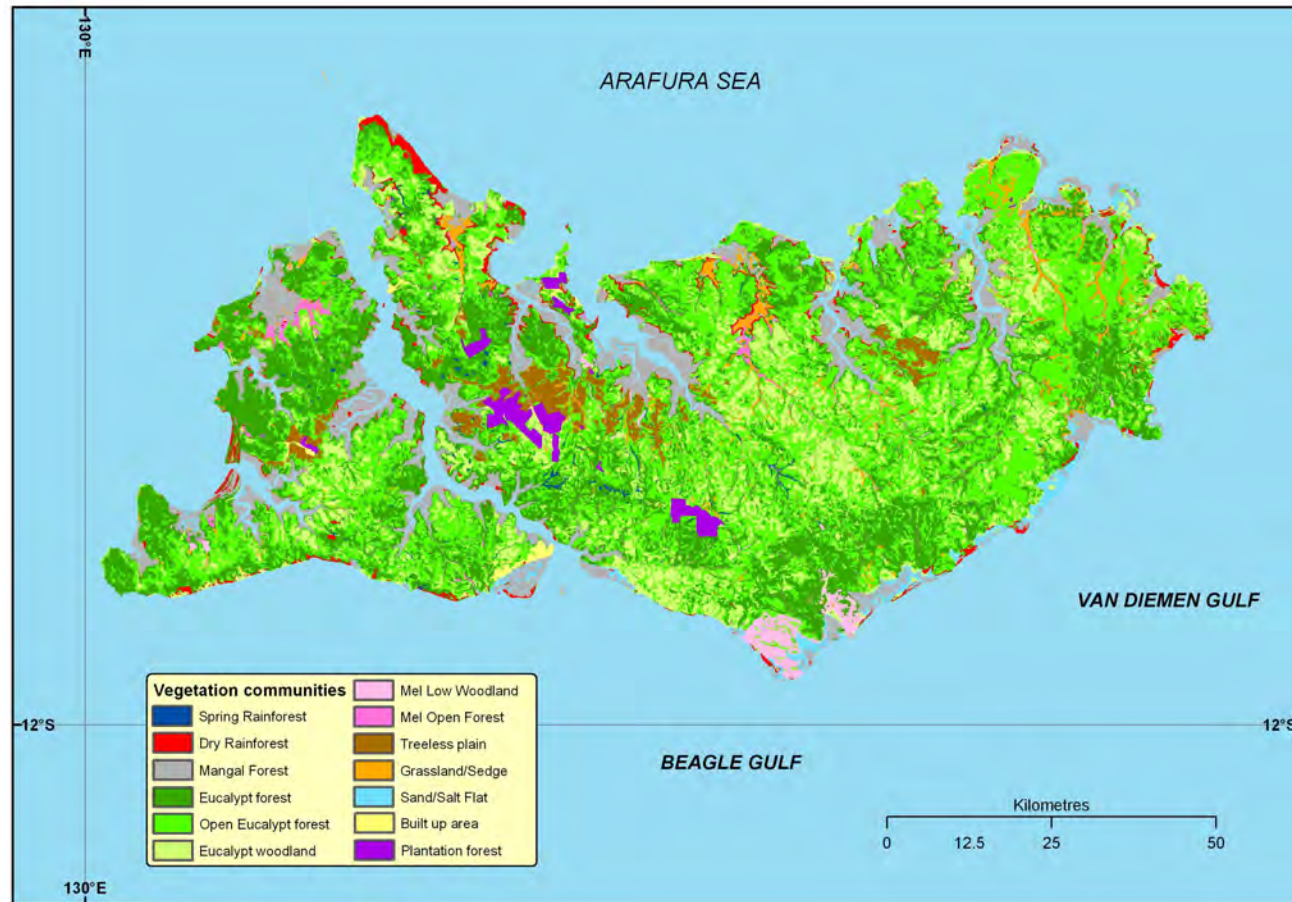 130°E
ARAFURA SEA
VAN DIEMEN GULF
Vegetation communities
Spring Rainforest
Dry Rainforest
Mangal Forest
Eucalypt forest
Open Eucalypt forest
Eucalypt woodland
Mel Low Woodland
Mel Open Forest
Treeless plain
Grassland/Sedge
Sand/Salt Flat
Built up area
Plantation forest
12°S
12°S
BEAGLE GULF
Kilometres
0 12.5 25 50
130°E